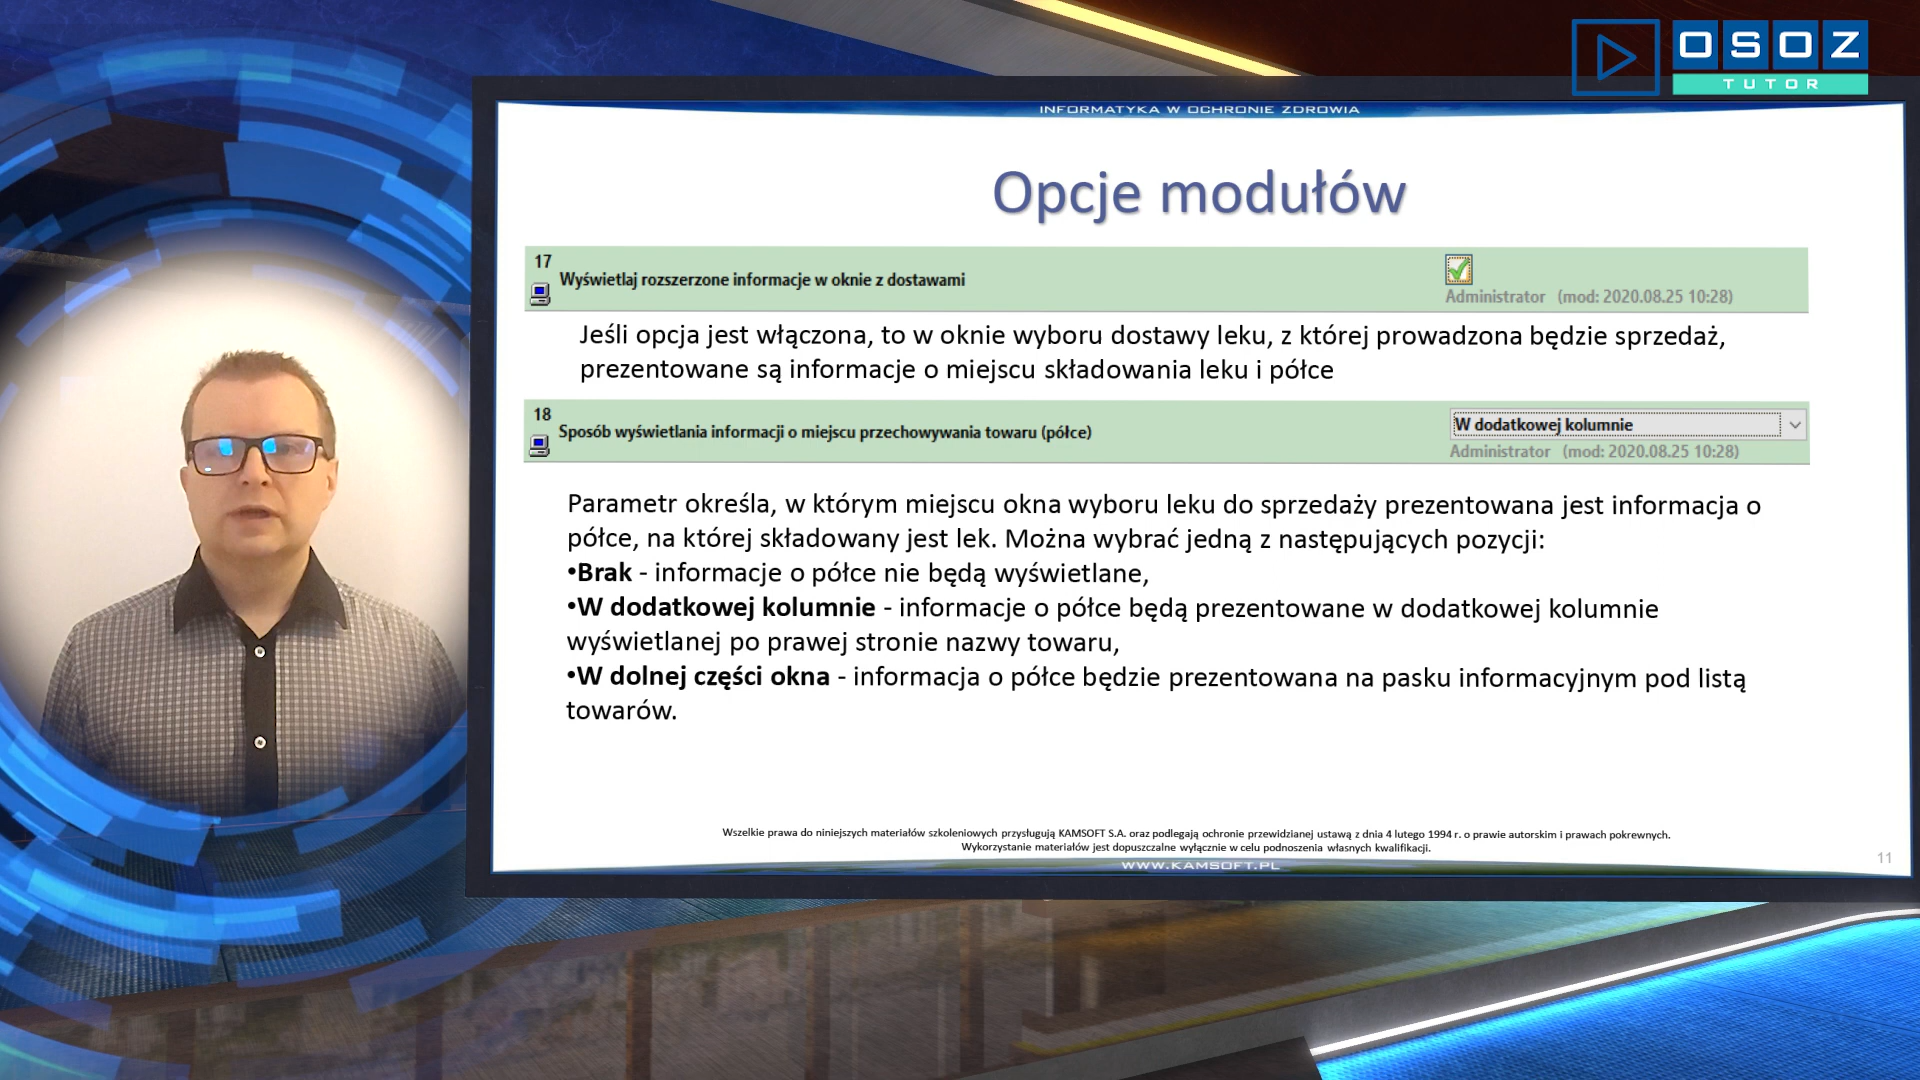 OSOZ
TUTOR
INFORMATYKA W OCHRONIE ZDROWIA
Opcje modułów
17
Wyświetlaj rozszerzone informacje w oknie z dostawami
Administrator (mod: 2020.08.25 10:28)
Jeśli opcja jest włączona, to w oknie wyboru dostawy leku, z której prowadzona będzie sprzedaż,
prezentowane są informacje o miejscu składowania leku i półce
18
Sposób wyświetlania informacji o miejscu przechowywania towaru (półce)
W dodatkowej kolumnie
Administrator (mod: 2020.08.25 10:28)
Parametr określa, w którym miejscu okna wyboru leku do sprzedaży prezentowana jest informacja o
półce, na której składowany jest lek. Można wybrać jedną z następujących pozycji:
•Brak - informacje o półce nie będą wyświetlane,
•W dodatkowej kolumnie - informacje o półce będą prezentowane w dodatkowej kolumnie
wyświetlanej po prawej stronie nazwy towaru,
•W dolnej części okna - informacja o półce będzie prezentowana na pasku informacyjnym pod listą
towarów.
Wszelkie prawa do niniejszych materiałów szkoleniowych przysługują KAMSOFT S.A. oraz podlegają ochronie przewidzianej ustawą z dnia 4 lutego 1994 r. o prawie autorskim i prawach pokrewnych.
Wykorzystanie materiałów jest dopuszczalne wyłącznie w celu podnoszenia własnych kwalifikacji.
WWW.KAMSOFT.PL
11